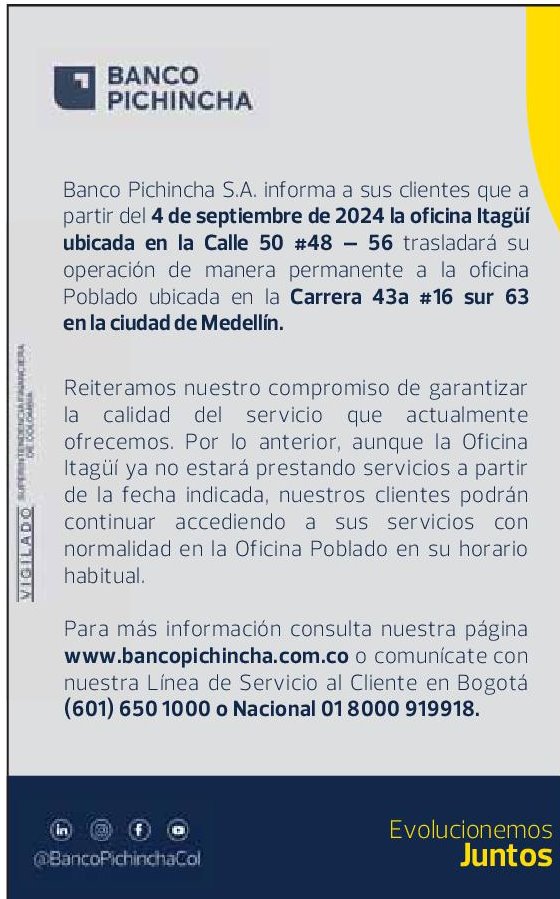 BANCO
PICHINCHA
Banco Pichincha S.A. informa a sus clientes que a
partir del 4 de septiembre de 2024 la oficina Itagüí
ubicada en la Calle 50 #48 – 56 trasladará su
operación de manera permanente a la oficina
Poblado ubicada en la Carrera 43a #16 sur 63
en la ciudad de Medellín.
Reiteramos nuestro compromiso de garantizar
la calidad del servicio que actualmente
ofrecemos. Por lo anterior, aunque la Oficina
Itagüí ya no estará prestando servicios a partir
de la fecha indicada, nuestros clientes podrán
continuar accediendo a sus servicios con
normalidad en la Oficina Poblado en su horario
habitual.
Para más información consulta nuestra página
www.bancopichincha.com.co o comunícate con
nuestra Línea de Servicio al Cliente en Bogotá
(601) 650 1000 o Nacional 01 8000 919918.
VIGILADO
SUPERINTENDENCIA FINANCIERA
DE COLOMBIA
@BancoPichinchaCol
Evolucionemos
Juntos